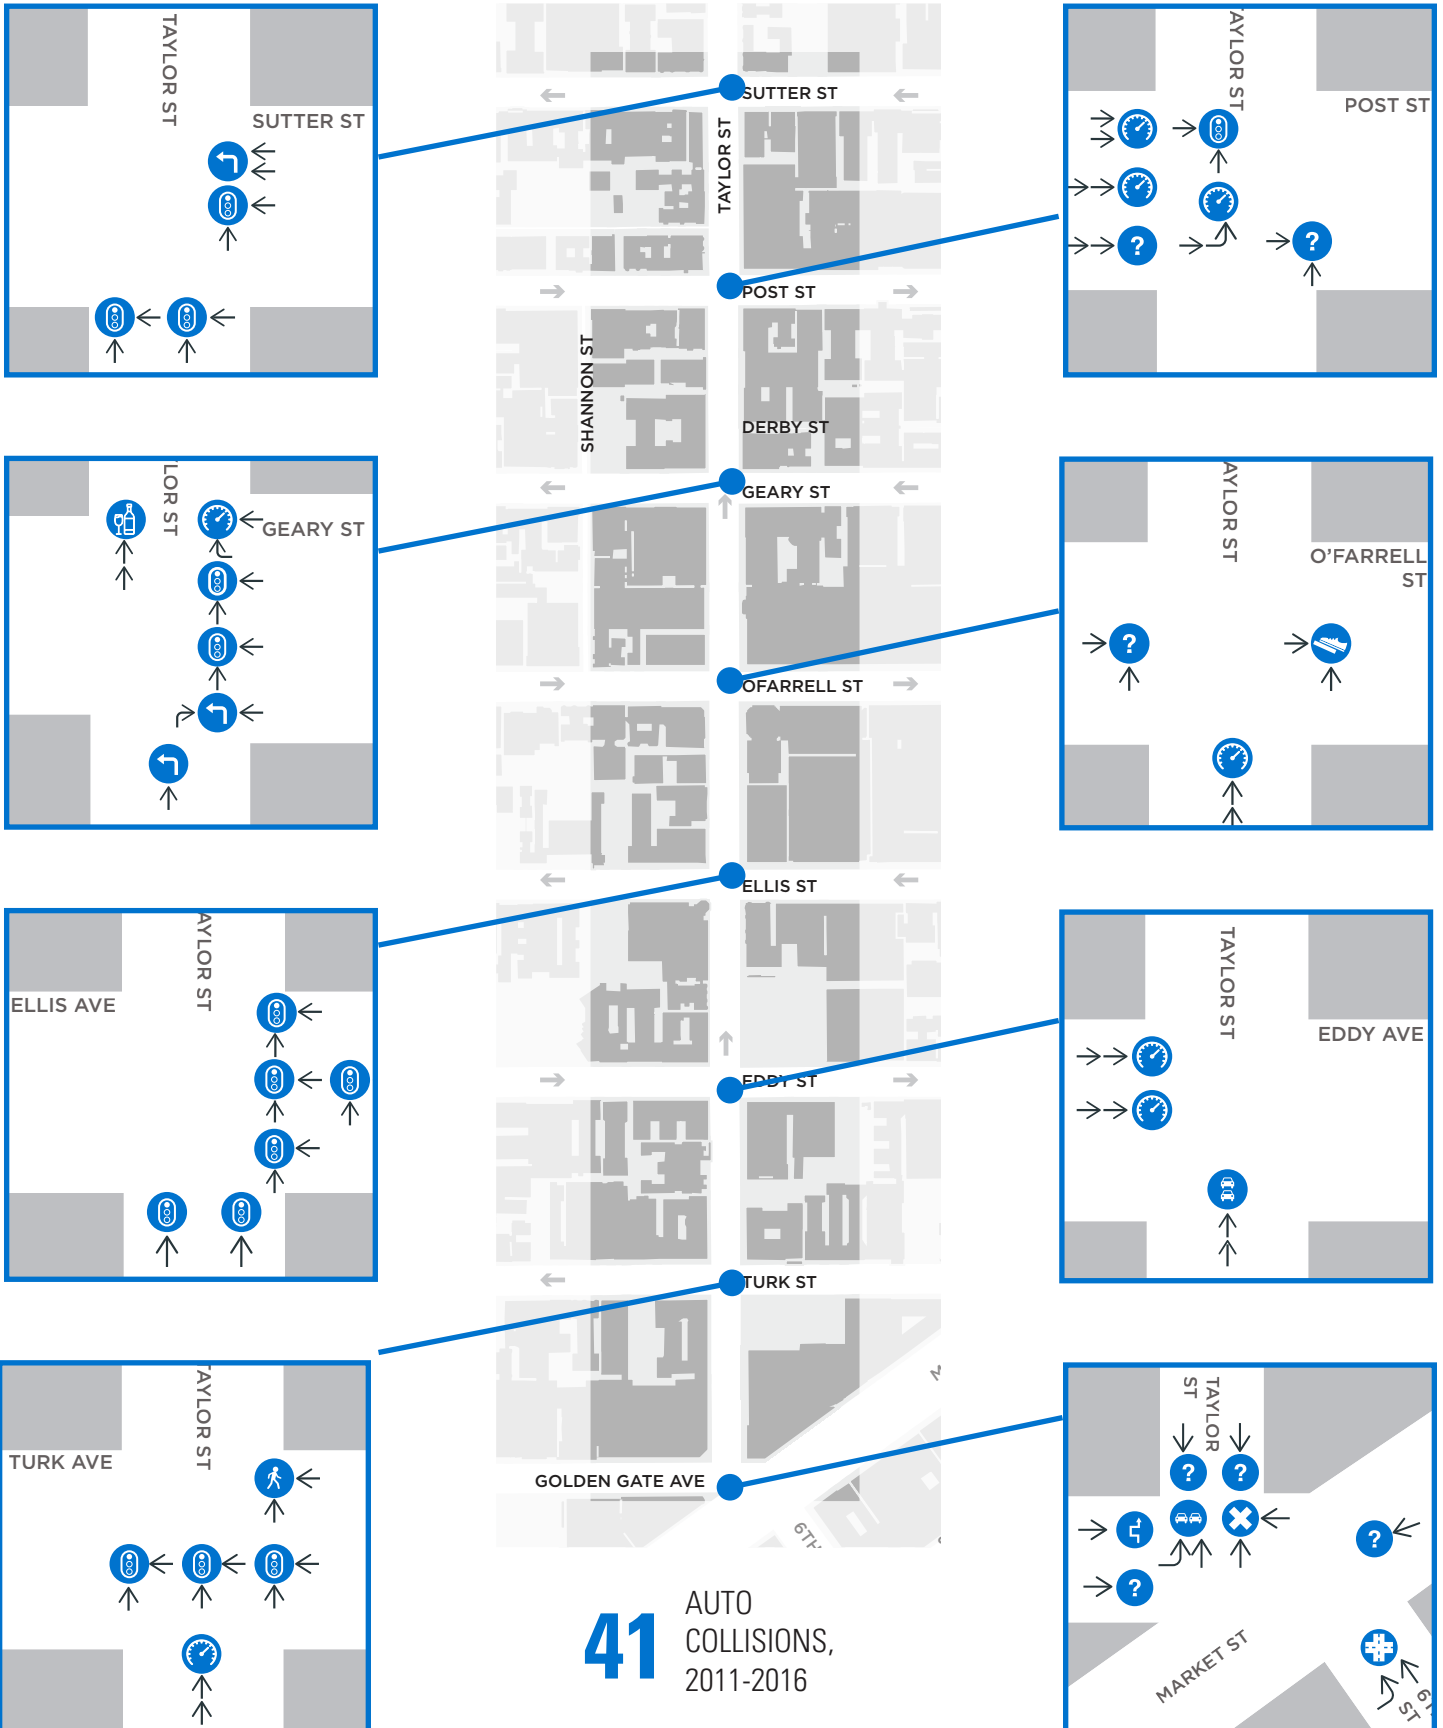 TAYLOR ST
SUTTER ST
SUTTER ST
TAYLOR ST
AYLOR ST
POST ST
?
?
POST ST
SHANNON ST
DERBY ST
LOR ST
GEARY ST
GEARY ST
AYLOR ST
O'FARRELL
ST
?
OFARRELL ST
ELLIS ST
AYLOR ST
ELLIS AVE
TAYLOR ST
EDDY AVE
EDDY ST
TURK ST
AYLOR ST
TURK AVE
GOLDEN GATE AVE
6TH
TAYLOR
ST
?
?
?
?
MARKET ST
ST
41
AUTO
COLLISIONS,
2011-2016